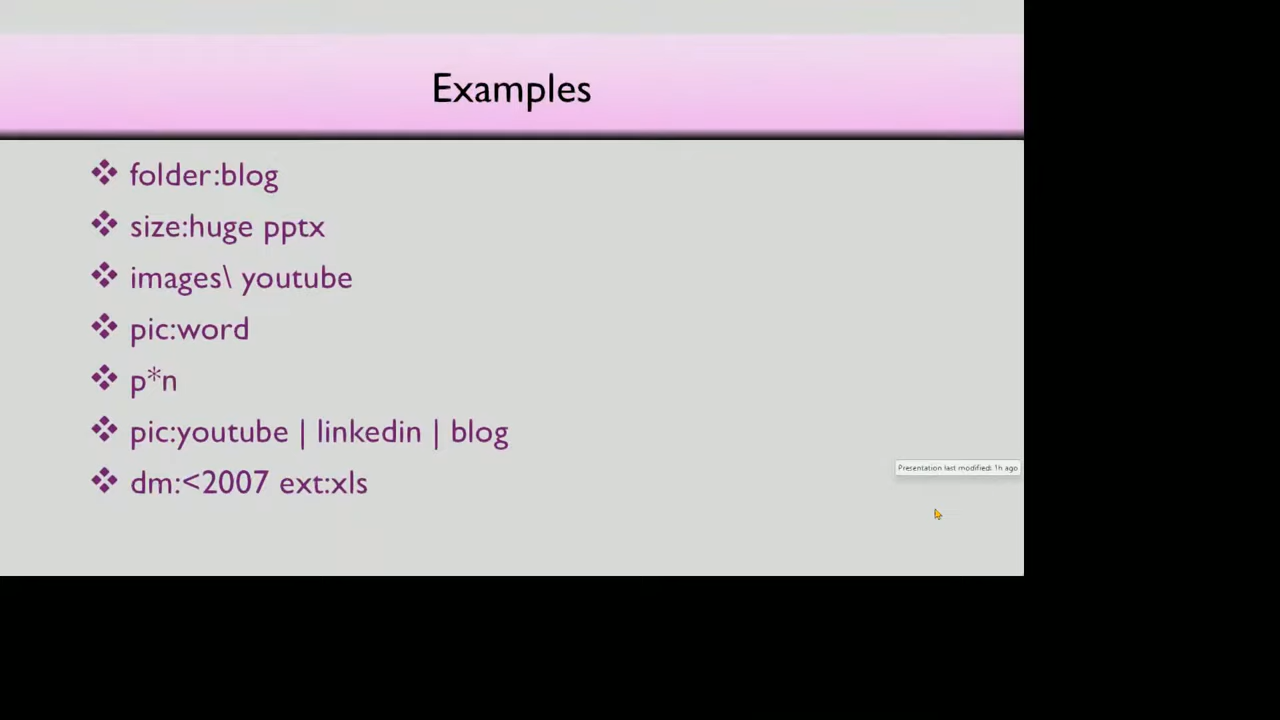 Examples
folder:blog
size:huge pptx
images\ youtube
pic:word
p*n
pic:youtube | linkedin | blog
dm:<2007 ext:xls
Presentation last modified: 1h ago